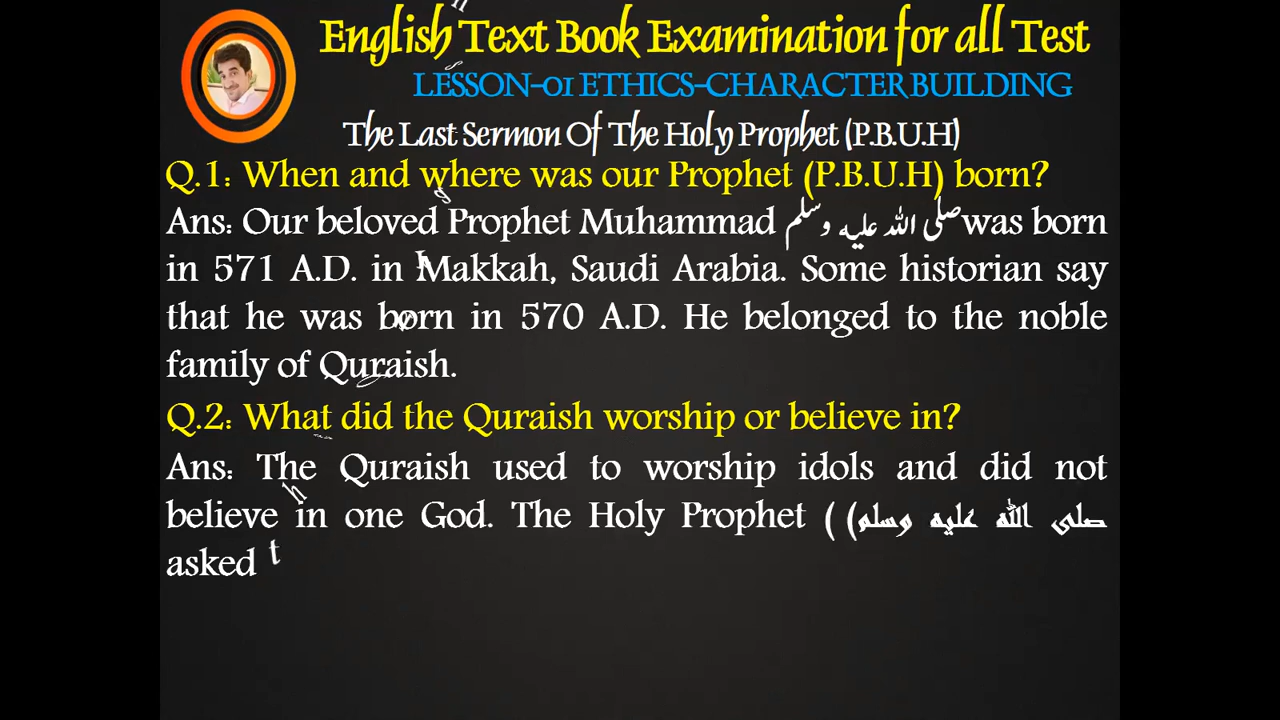 English Text Book Examination for all Test
LESSON-01 ETHICS-CHARACTER BUILDING
The Last Sermon Of The Holy Prophet (P.B.U.H)
Q.1: When and where was our Prophet (P.B.U.H) born?
Ans: Our beloved Prophet Muhammad صلی اللہ علیہ وسلم was born
in 571 A.D. in Makkah, Saudi Arabia. Some historian say
that he was born in 570 A.D. He belonged to the noble
family of Quraish.
Q.2: What did the Quraish worship or believe in?
Ans: The Quraish used to worship idols and did not
believe in one God. The Holy Prophet ( (صلى الله عليه وسلم
asked t